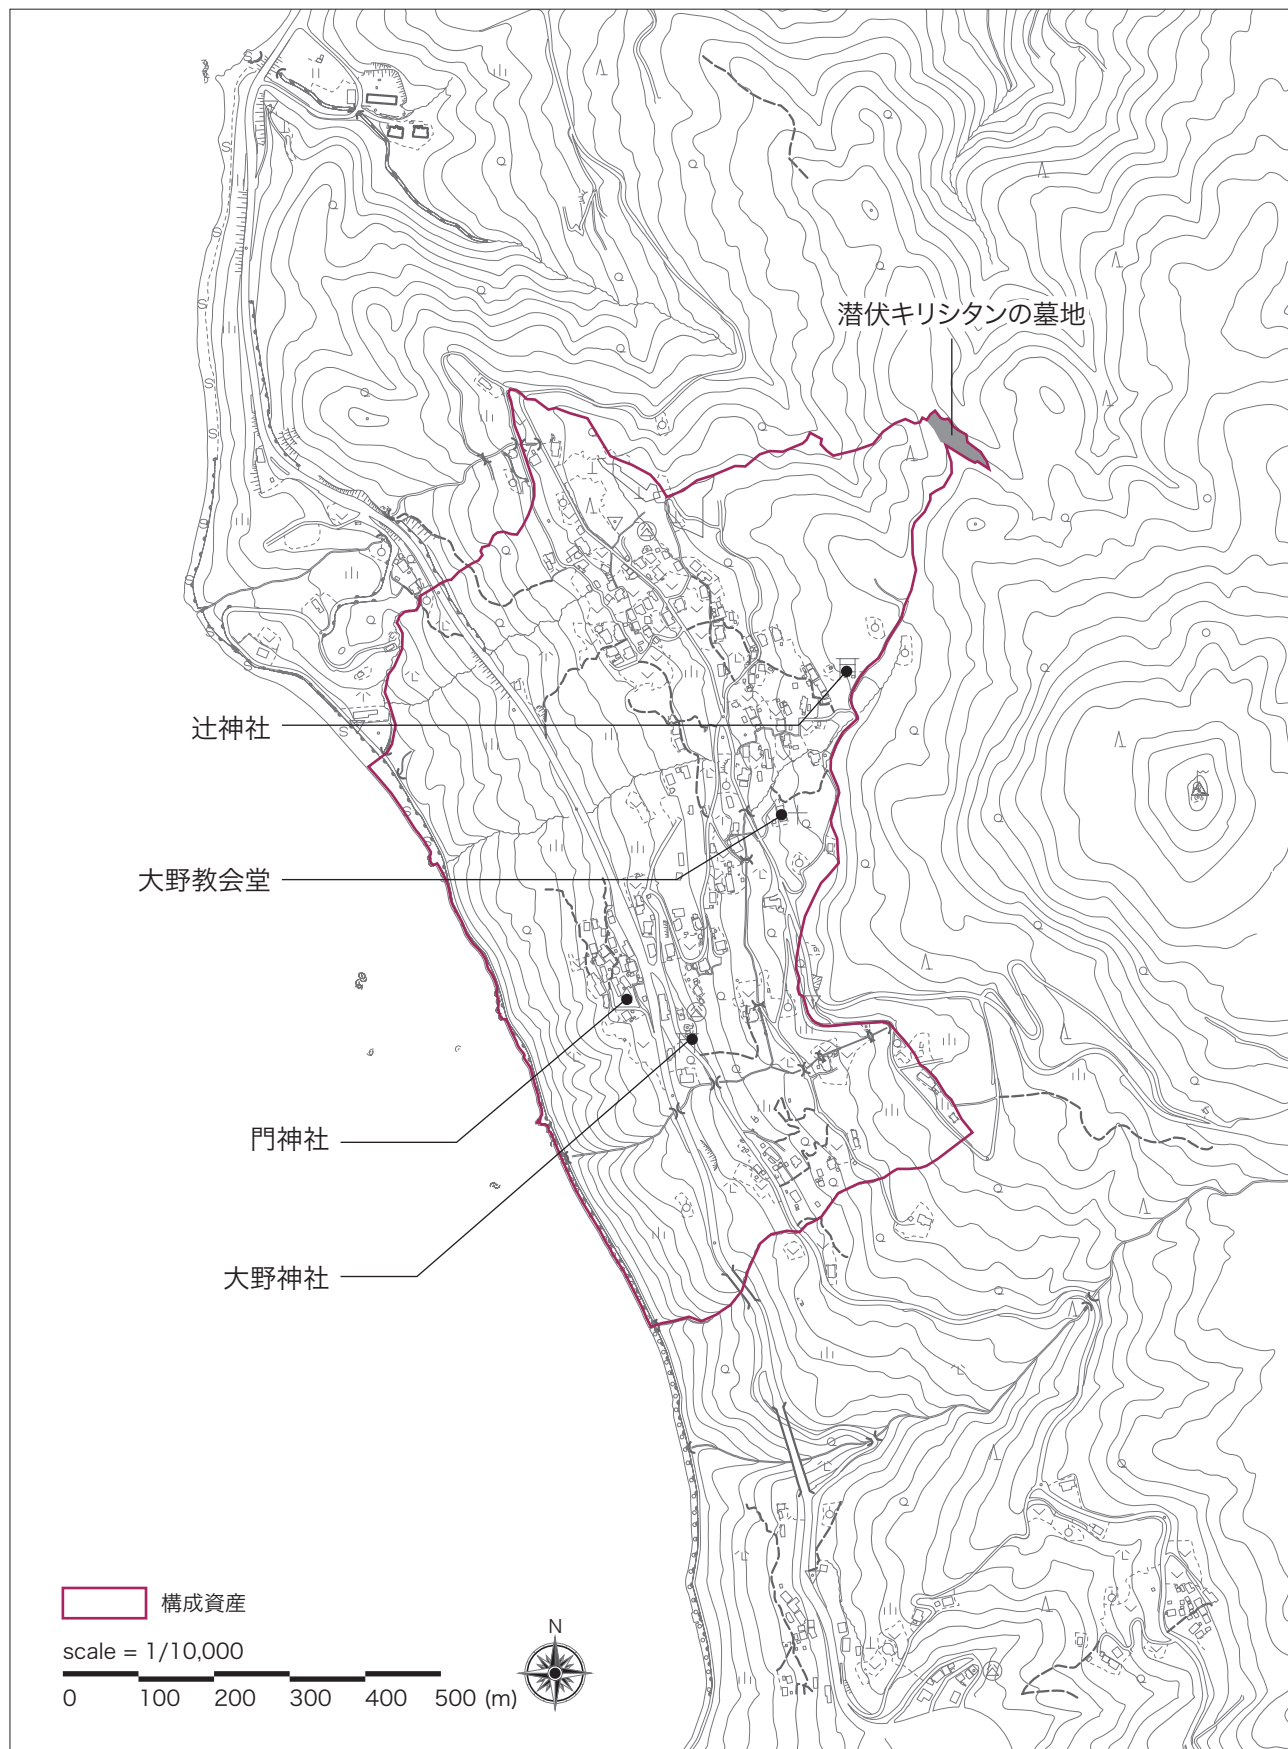 潜伏キリシタンの墓地
辻神社
大野教会堂
門神社
大野神社
構成資産
scale = 1/10,000
0 100 200 300 400 500 (m)
N